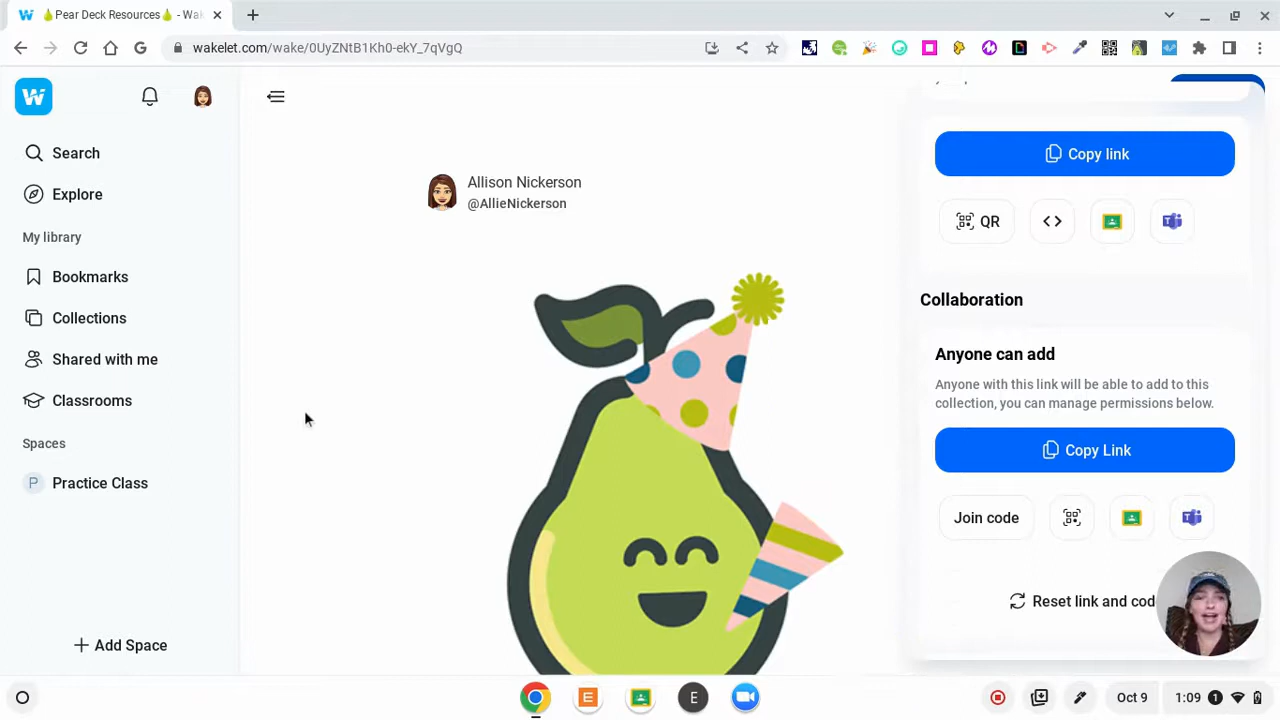 Pear Deck Resources - Wak
wakelet.com/wake/0UyZNtB1Kh0-ekY_7qVgQ
Search
Explore
My library
Bookmarks
Collections
Shared with me
Classrooms
Spaces
P Practice Class
+ Add Space
Allison Nickerson
@AllieNickerson
Copy link
QR
Collaboration
Anyone can add
Anyone with this link will be able to add to this
collection, you can manage permissions below.
Copy Link
Join code
Reset link and cod
E
E
Oct 9
1:09
1